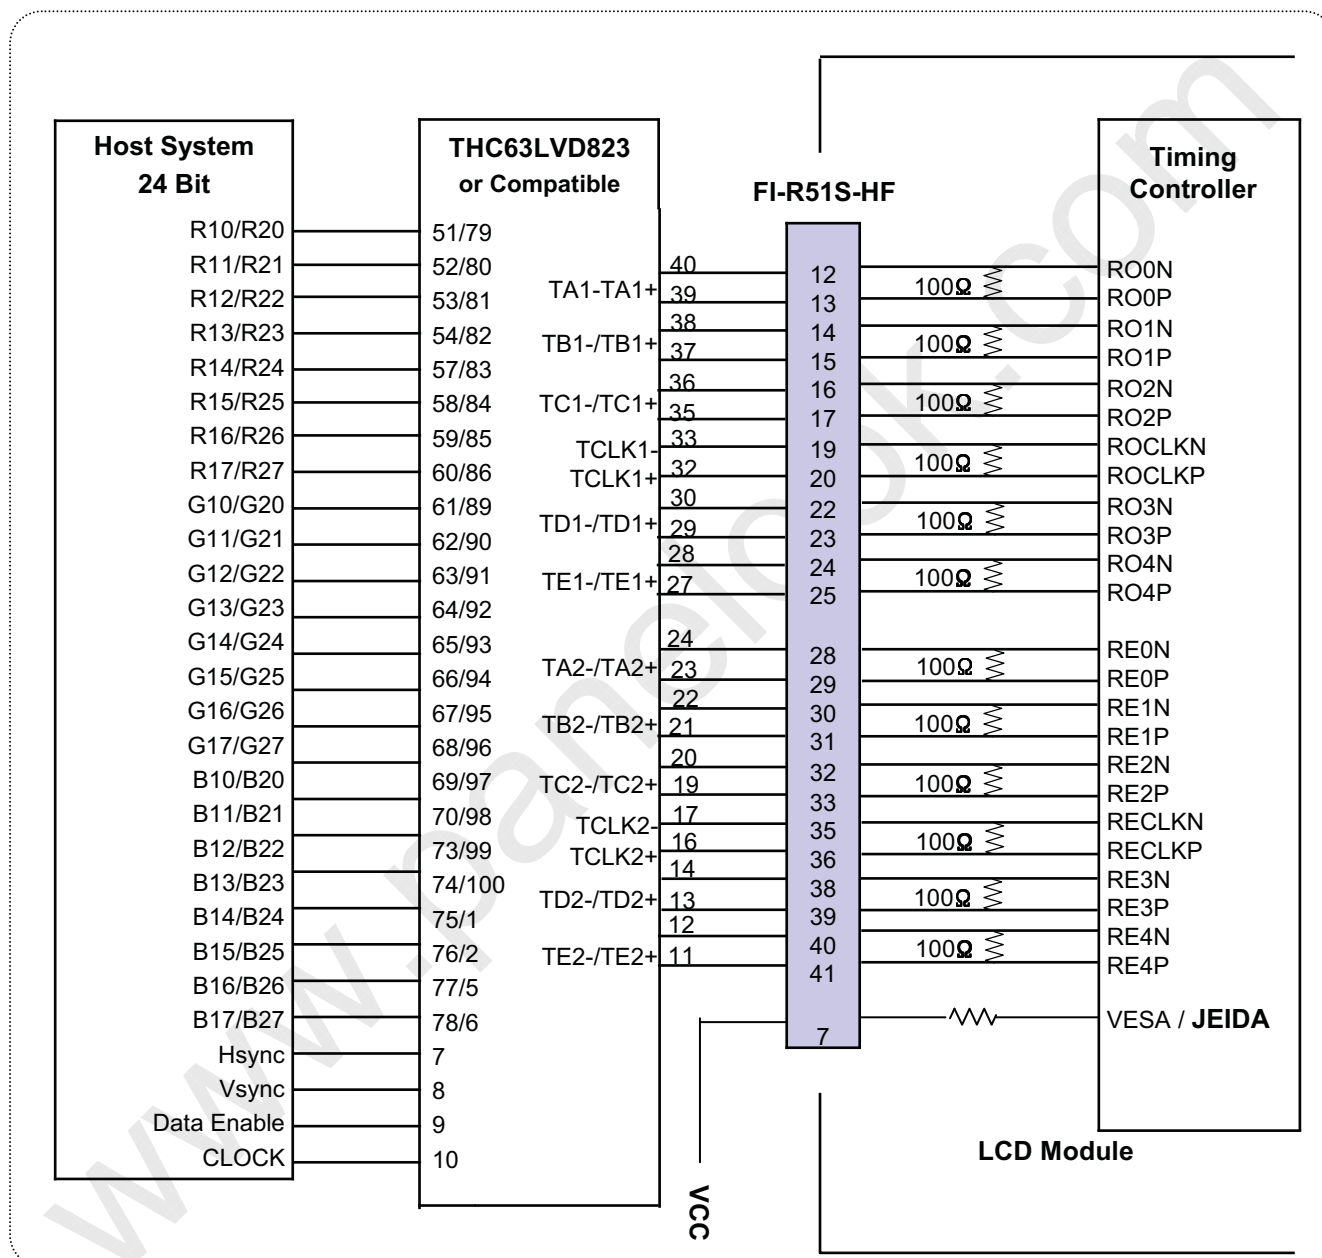 Host System
24 Bit
R10/R20
R11/R21
R12/R22
R13/R23
R14/R24
R15/R25
R16/R26
R17/R27
G10/G20
G11/G21
G12/G22
G13/G23
G14/G24
G15/G25
G16/G26
G17/G27
B10/B20
B11/B21
B12/B22
B13/B23
B14/B24
B15/B25
B16/B26
B17/B27
Hsync
Vsync
Data Enable
CLOCK
THC63LVD823
or Compatible
51/79
52/80
53/81
54/82
57/83
58/84
59/85
60/86
61/89
62/90
63/91
64/92
65/93
66/94
67/95
68/96
69/97
70/98
73/99
74/100
75/1
76/2
77/5
78/6
7
8
9
10
TA1-TA1+
TB1-/TB1+
TC1-/TC1+
TCLK1-
TCLK1+
TD1-/TD1+
TE1-/TE1+
TA2-/TA2+
TB2-/TB2+
TC2-/TC2+
TCLK2-
TCLK2+
TD2-/TD2+
TE2-/TE2+
40
39
38
37
36
35
33
32
30
29
28
27
24
23
22
21
20
19
17
16
14
13
12
11
VCC
FI-R51S-HF
12
13
14
15
16
17
19
20
22
23
24
25
28
29
30
31
32
33
35
36
38
39
40
41
7
100Ω
100Ω
100Ω
100Ω
100Ω
100Ω
100Ω
100Ω
100Ω
100Ω
100Ω
100Ω
Timing
Controller
RO0N
RO0P
RO1N
RO1P
RO2N
RO2P
ROCLKN
ROCLKP
RO3N
RO3P
RO4N
RO4P
RE0N
RE0P
RE1N
RE1P
RE2N
RE2P
RECLKN
RECLKP
RE3N
RE3P
RE4N
RE4P
VESA / JEIDA
LCD Module
www.panelook.com